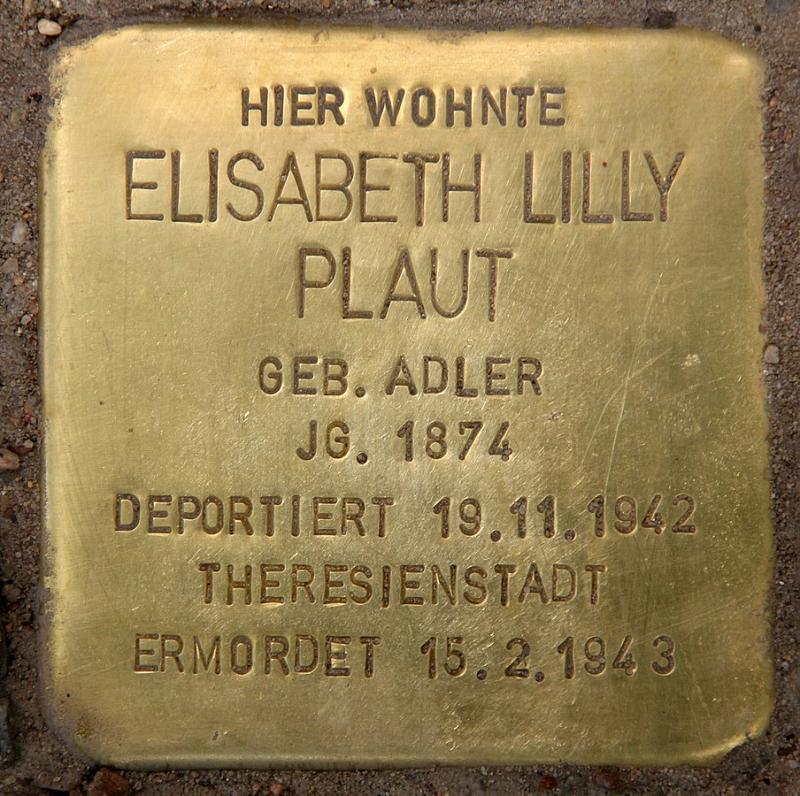 HIER WOHNTE
ELISABETH LILLY
PLAUT
GEB. ADLER
JG. 1874
DEPORTIERT 19.11.1942
THERESIENSTADT
ERMORDET 15.2.1943